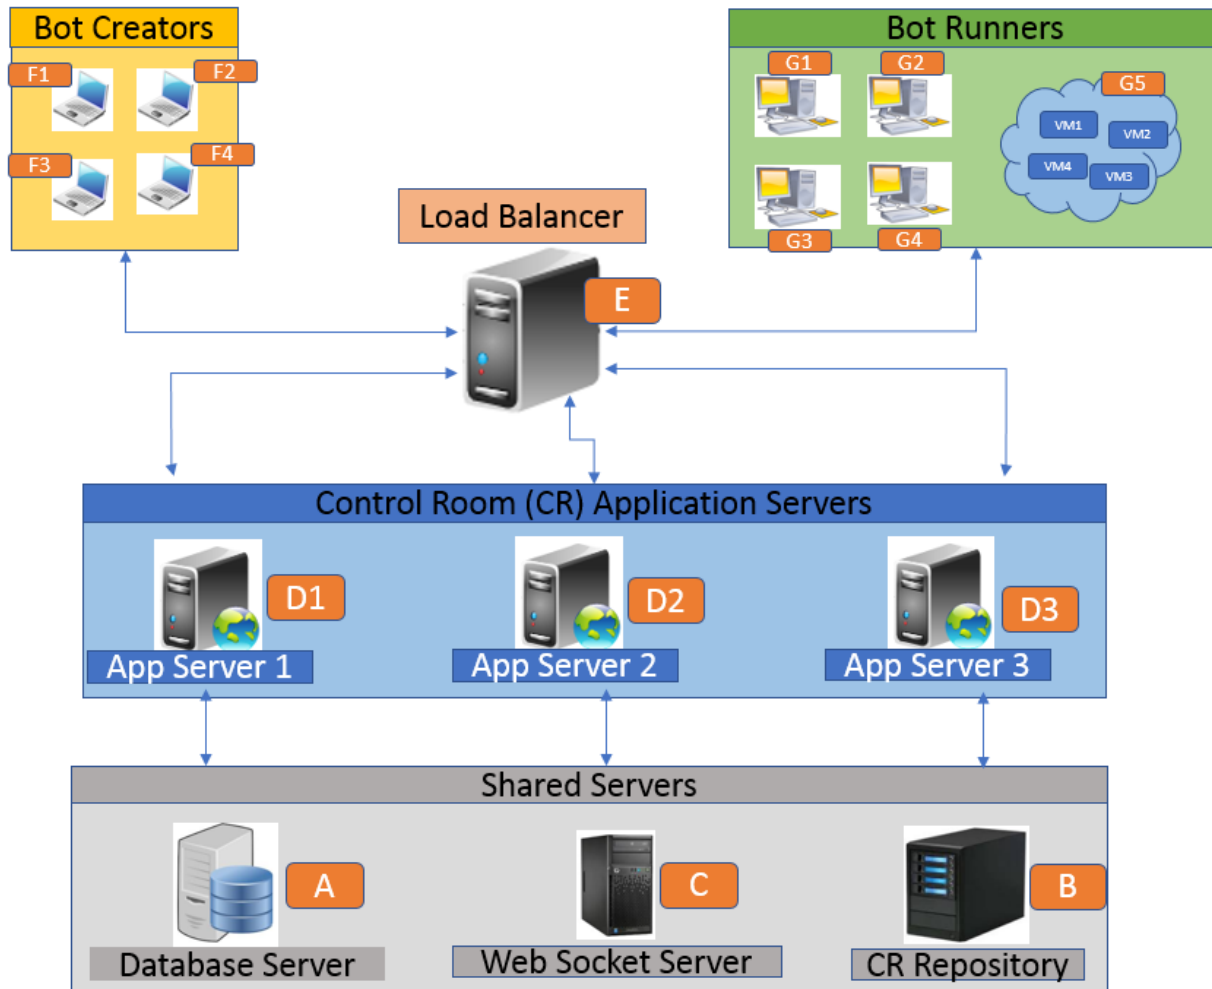 Bot Creators
F1
F2
F3
F4
Bot Runners
G1
G2
G3
G4
G5
VM1
VM2
VM4
VM3
Load Balancer
E
Control Room (CR) Application Servers
D1
D2
D3
App Server 1
App Server 2
App Server 3
Shared Servers
A
C
B
Database Server
Web Socket Server
CR Repository